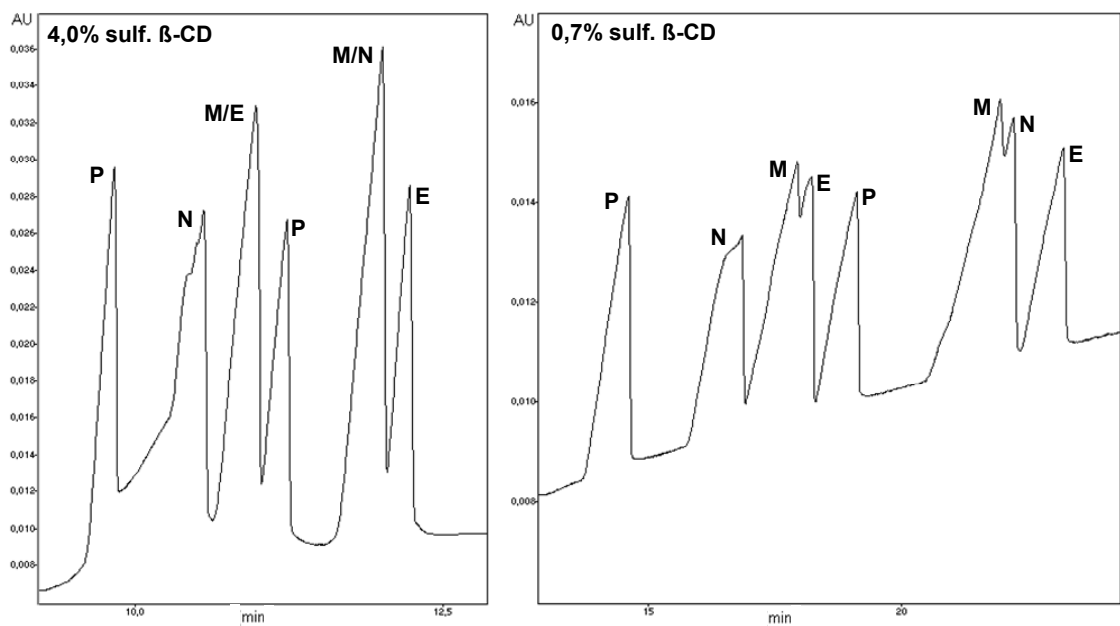 AU
4,0% sulf. ß-CD
0,036
0,034
0,032
0,030
0,028
0,026
0,024
0,022
0,020
0,018
0,016
0,014
0,012
0,010
0,008
P
N
M/E
P
M/N
E
10,0
min
12,5
AU
0,7% sulf. ß-CD
0,016
0,014
0,012
0,010
0,008
P
N
M
E
P
M
N
E
15
min
20